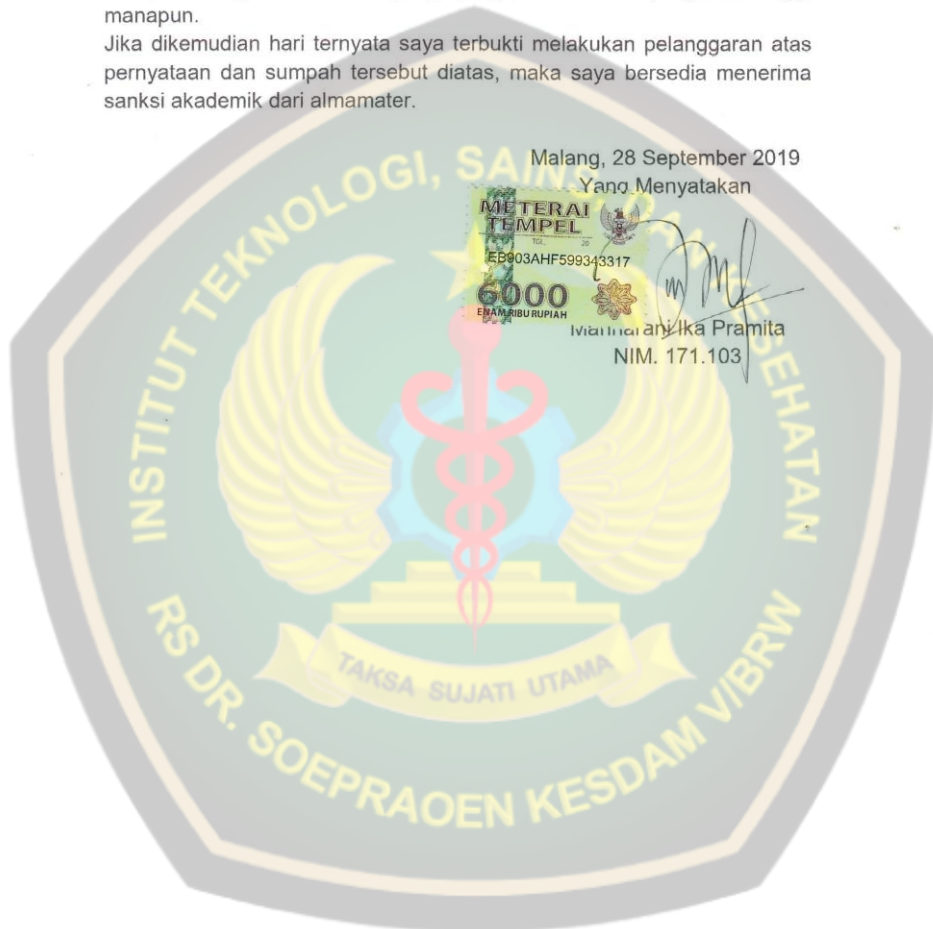 manapun.
Jika dikemudian hari ternyata saya terbukti melakukan pelanggaran atas
pernyataan dan sumpah tersebut diatas, maka saya bersedia menerima
sanksi akademik dari almamater.
Malang, 28 September 2019
Yang Menyatakan
METERAI
TEMPEL
TGL. 20
EB903AHF599343317
6000
ENAM RIBU RUPIAH
Ika Pramita
NIM. 171.103
INSTITUT TEKNOLOGI, SAINS DAN KESEHATAN
TAKSA SUJATI UTAMA
RS DR. SOEPRAOEN KESDAM V/BRW